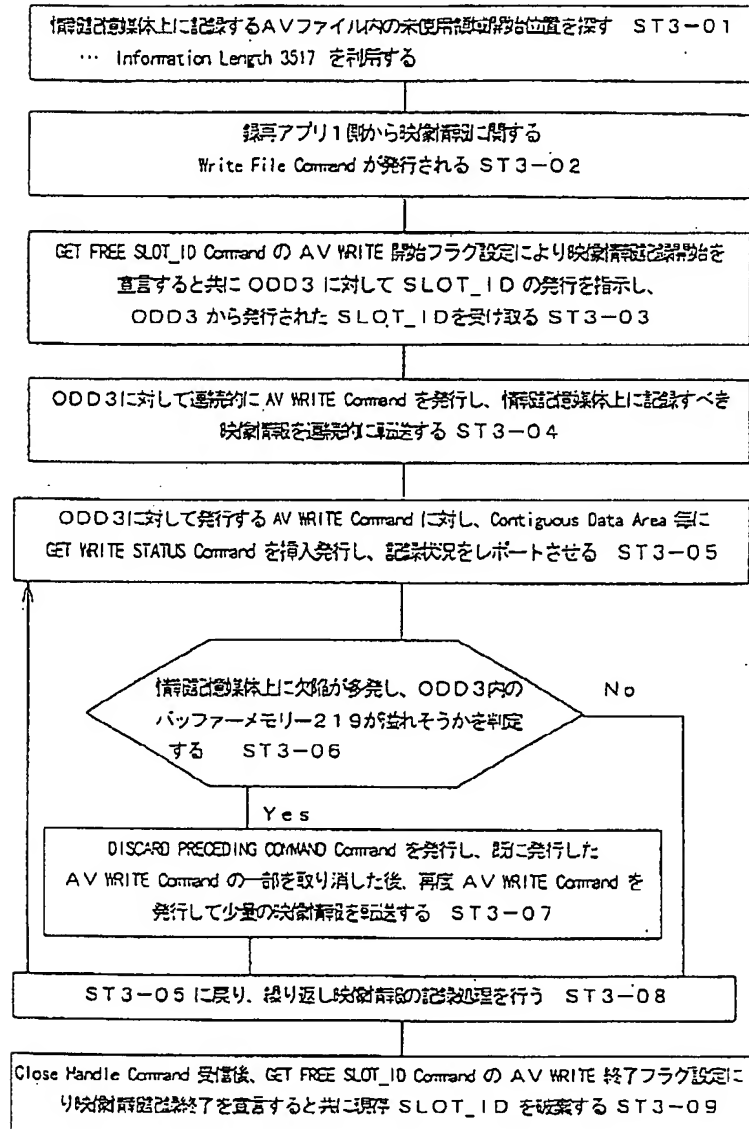 情報記憶媒体上に記録するAVファイル内の未使用領域開始位置を探す ST3-01
… Information Length 3517 を利用する
録再アプリ1側から映像情報に関する
Write File Command が発行される ST3-02
GET FREE SLOT_ID Command の AV WRITE 開始フラグ設定により映像情報記録開始を
宣言すると共に ODD3 に対して SLOT_ID の発行を指示し、
ODD3 から発行された SLOT_IDを受け取る ST3-03
ODD3に対して連続的に AV WRITE Command を発行し、情報記憶媒体上に記録すべき
映像情報を連続的に転送する ST3-04
ODD3に対して発行する AV WRITE Command に対し、Contiguous Data Area 毎に
GET WRITE STATUS Command を挿入発行し、記録状況をレポートさせる ST3-05
情報記憶媒体上に欠陥が多発し、ODD3内の
バッファーメモリー219が溢れそうかを判定
する ST3-06
No
Yes
DISCARD PRECEDING COMMAND Command を発行し、既に発行した
AV WRITE Command の一部を取り消した後、再度 AV WRITE Command を
発行して少量の映像情報を転送する ST3-07
ST3-05 に戻り、繰り返し映像情報の記録処理を行う ST3-08
Close Handle Command 受信後、GET FREE SLOT_ID Command の AV WRITE 終了フラグ設定に
り映像情報記録終了を宣言すると共に現存 SLOT_ID を破棄する ST3-09